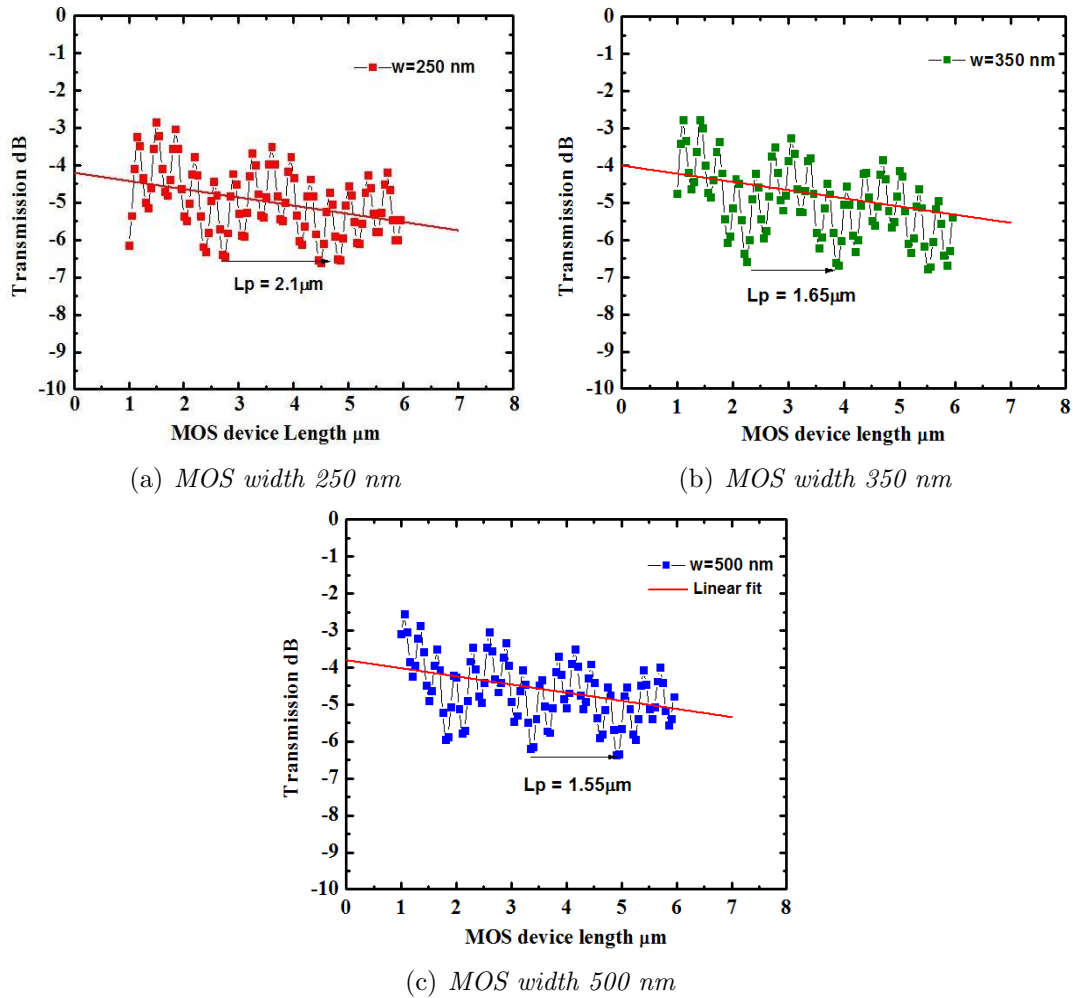 0
-1
-2
-3
-4
-5
-6
-7
-8
-9
-10
Transmission dB
w=250 nm
Lp = 2.1µm
0 1 2 3 4 5 6 7 8
MOS device Length µm
(a) MOS width 250 nm
0
-1
-2
-3
-4
-5
-6
-7
-8
-9
-10
Transmission dB
w=350 nm
Lp = 1.65µm
0 1 2 3 4 5 6 7 8
MOS device length µm
(b) MOS width 350 nm
0
-1
-2
-3
-4
-5
-6
-7
-8
-9
-10
Transmission dB
w=500 nm
Linear fit
Lp = 1.55µm
0 1 2 3 4 5 6 7 8
MOS device length µm
(c) MOS width 500 nm